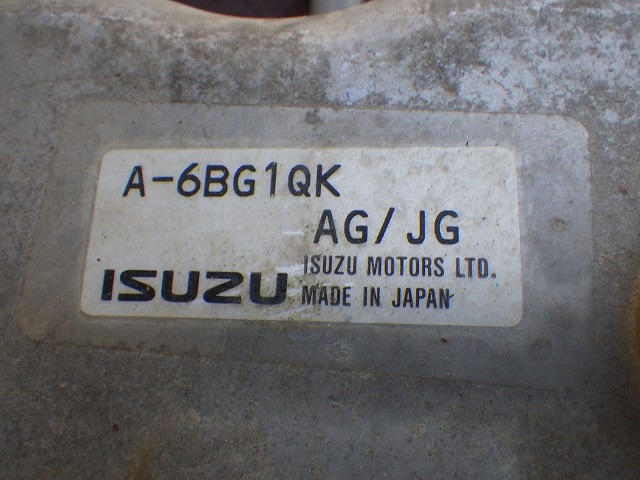 A-6BG1QK
AG/JG
ISUZU MOTORS LTD.
ISUZU MADE IN JAPAN